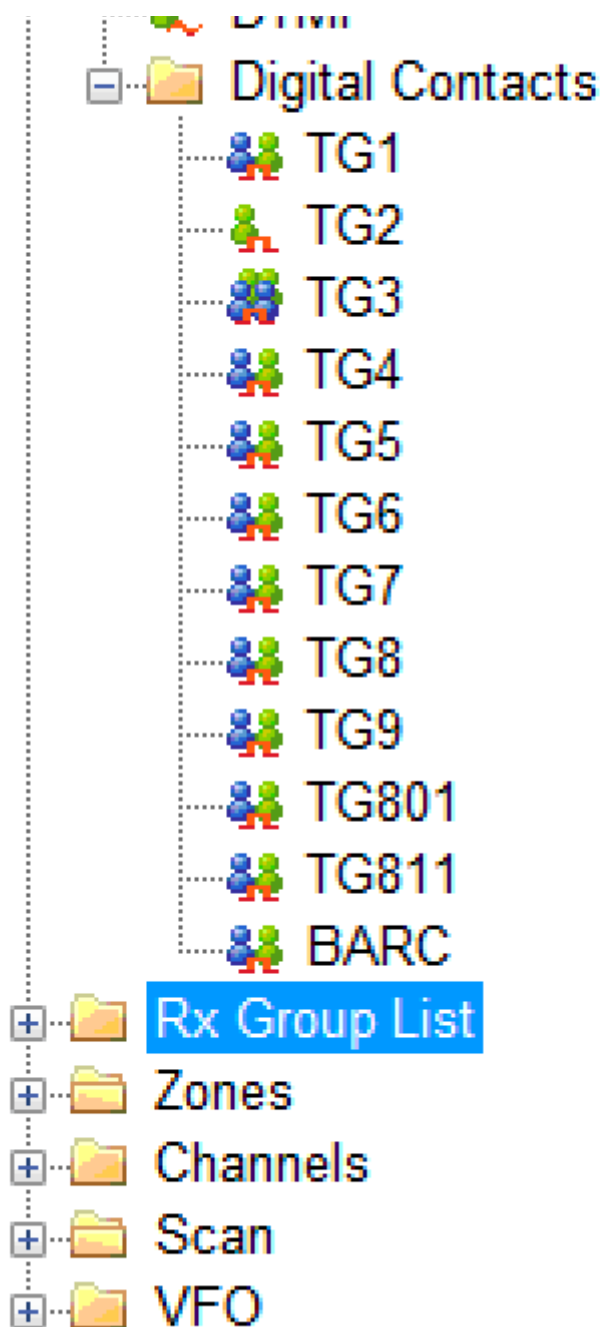 Digital Contacts
TG1
TG2
TG3
TG4
TG5
TG6
TG7
TG8
TG9
TG801
TG811
BARC
Rx Group List
Zones
Channels
Scan
VFO